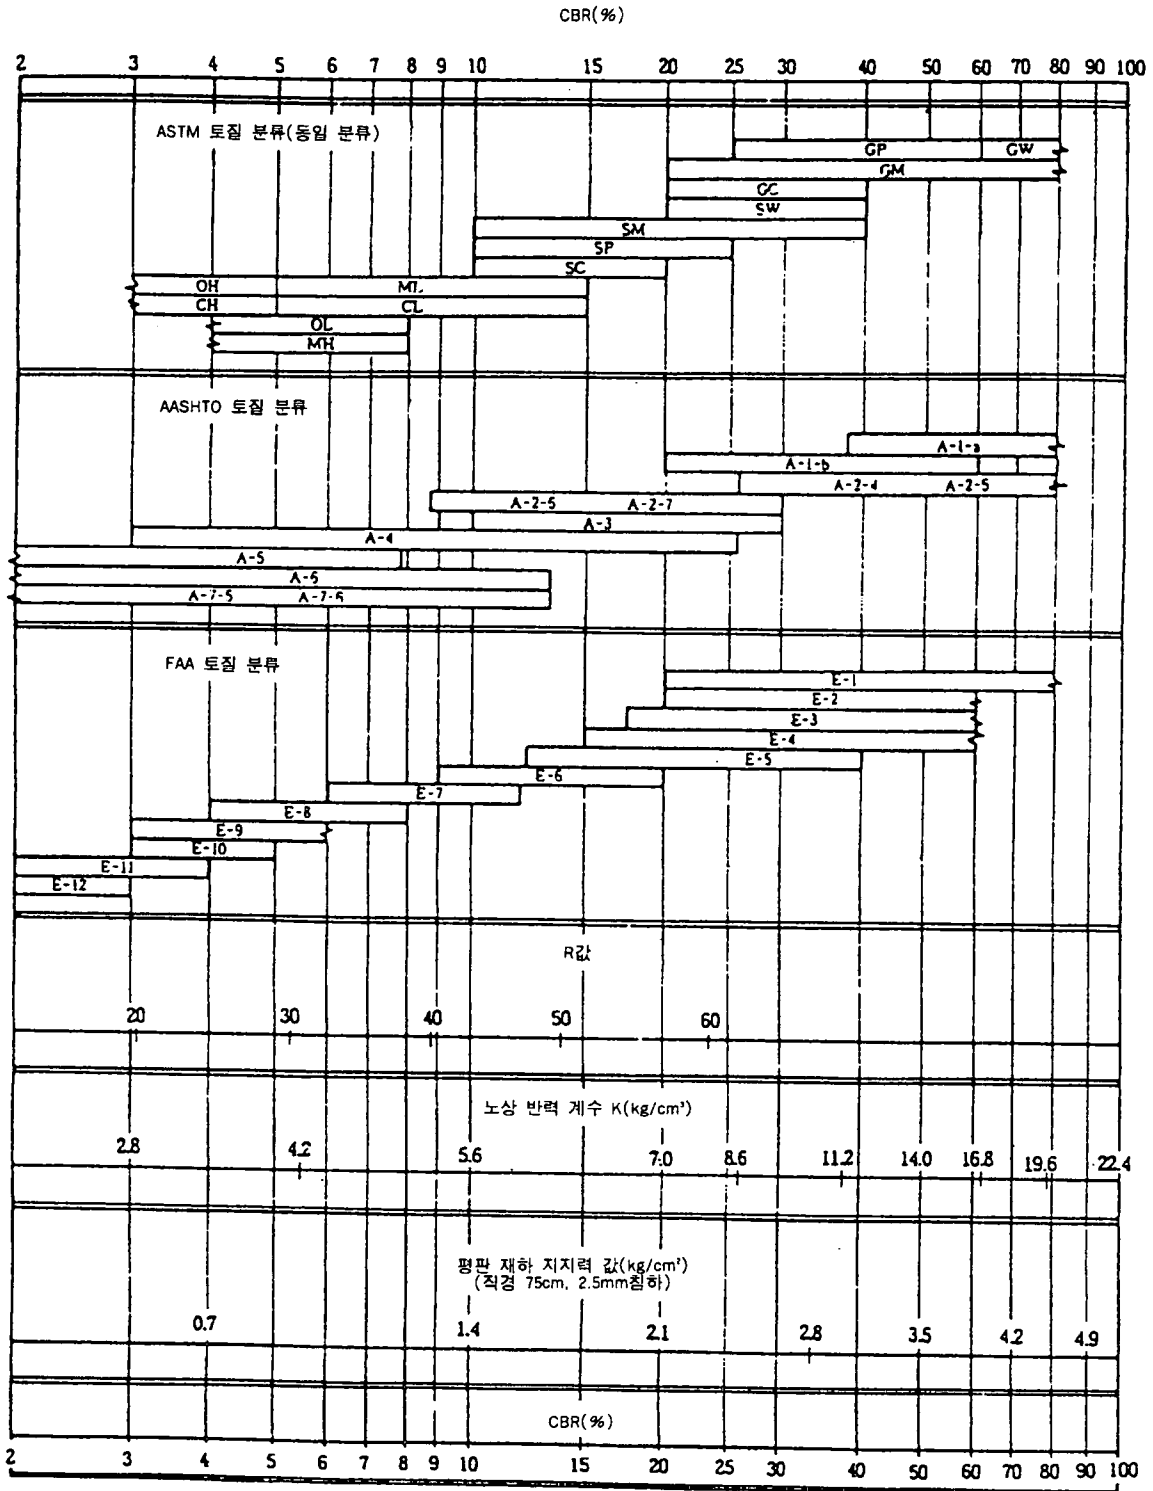 CBR(%)
2 3 4 5 6 7 8 9 10 15 20 25 30 40 50 60 70 80 90 100
ASTM 토질 분류(통일 분류)
GP GW
GM
GC
SW
SM
SP
SC
OH ML
CH CL
OL
MH
AASHTO 토질 분류
A-1-a
A-1-b
A-2-4 A-2-5
A-2-6 A-2-7
A-3
A-4
A-5
A-6
A-7-5 A-7-6
FAA 토질 분류
E-1
E-2
E-3
E-4
E-5
E-6
E-7
E-8
E-9
E-10
E-11
E-12
R값
20 30 40 50 60
노상 반력 계수 K(kg/cm³)
2.8 4.2 5.6 7.0 8.6 11.2 14.0 16.8 19.6 22.4
평판 재하 지지력 값(kg/cm²)
(직경 75cm, 2.5mm침하)
0.7 1.4 2.1 2.8 3.5 4.2 4.9
CBR(%)
2 3 4 5 6 7 8 9 10 15 20 25 30 40 50 60 70 80 90 100